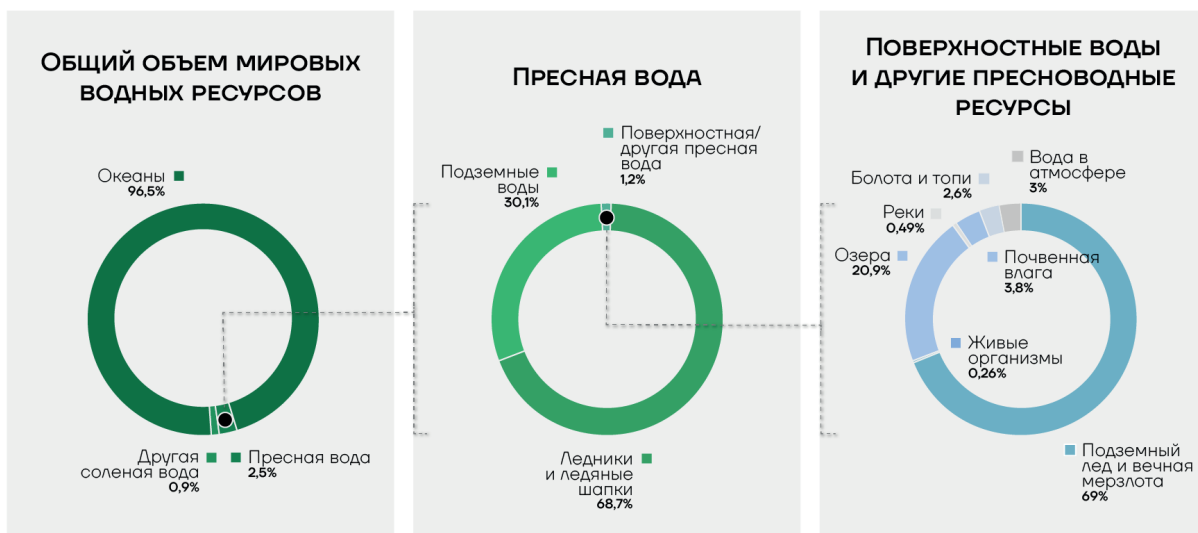 Общий объем мировых
водных ресурсов
Океаны
96,5%
Другая
соленая вода
0,9%
Пресная вода
2,5%
Пресная вода
Поверхностная/
другая пресная
вода
1,2%
Подземные
воды
30,1%
Ледники
и ледяные
шапки
68,7%
Поверхностные воды
и другие пресноводные
ресурсы
Вода в
атмосфере
3%
Болота и топи
2,6%
Реки
0,49%
Озера
20,9%
Почвенная
влага
3,8%
Живые
организмы
0,26%
Подземный
лед и вечная
мерзлота
69%